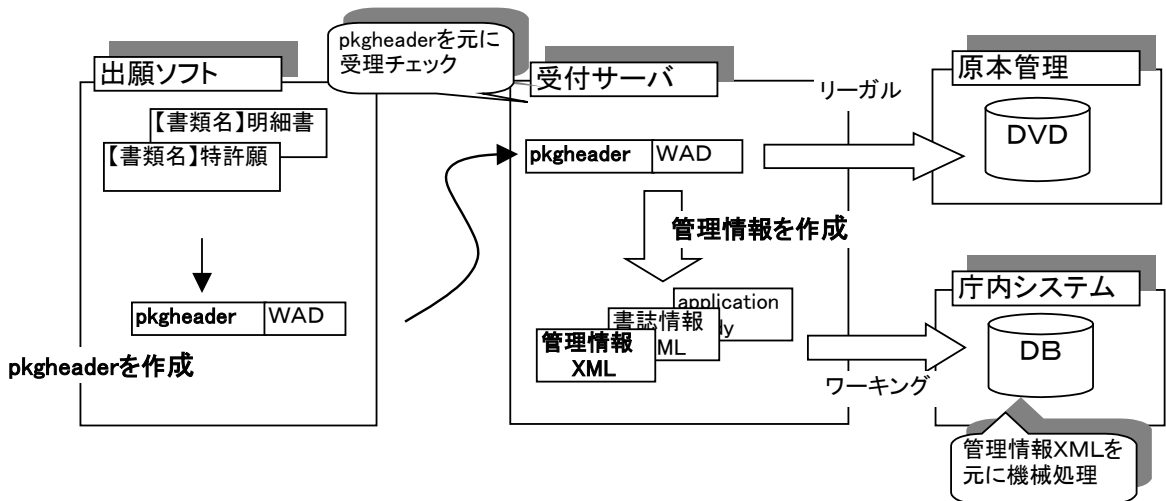 pkgheaderを元に
受理チェック
出願ソフト
【書類名】明細書
【書類名】特許願
pkgheader
WAD
pkgheaderを作成
受付サーバ
pkgheader
WAD
管理情報を作成
application
書誌情報
ML
管理情報
XML
リーガル
ワーキング
原本管理
DVD
庁内システム
DB
管理情報XMLを
元に機械処理